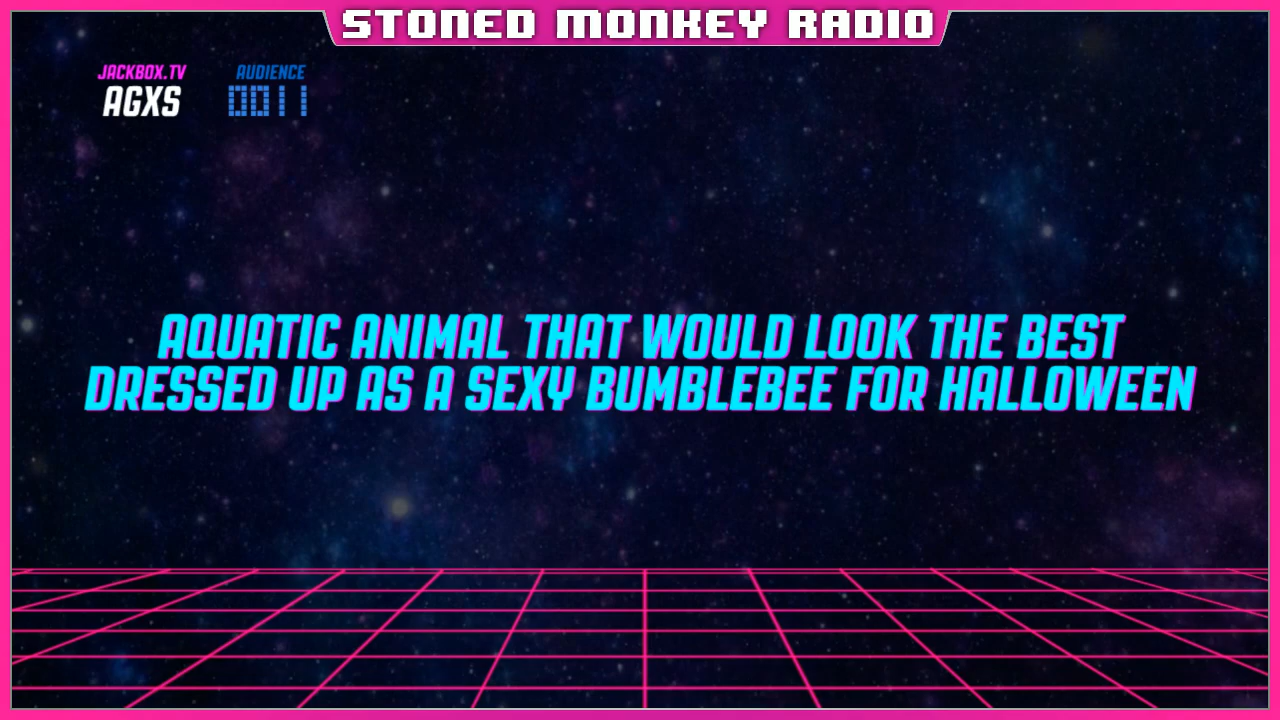 STONED MONKEY RADIO
JACKBOX.TV
AGXS
AUDIENCE
0011
AQUATIC ANIMAL THAT WOULD LOOK THE BEST
DRESSED UP AS A SEXY BUMBLEBEE FOR HALLOWEEN